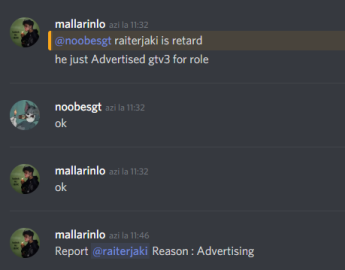 mallarinlo azi la 11:32
@noobesgt raiterjaki is retard
he just Advertised gtv3 for role
noobesgt azi la 11:32
ok
mallarinlo azi la 11:32
ok
mallarinlo azi la 11:46
Report @raiterjaki Reason : Advertising